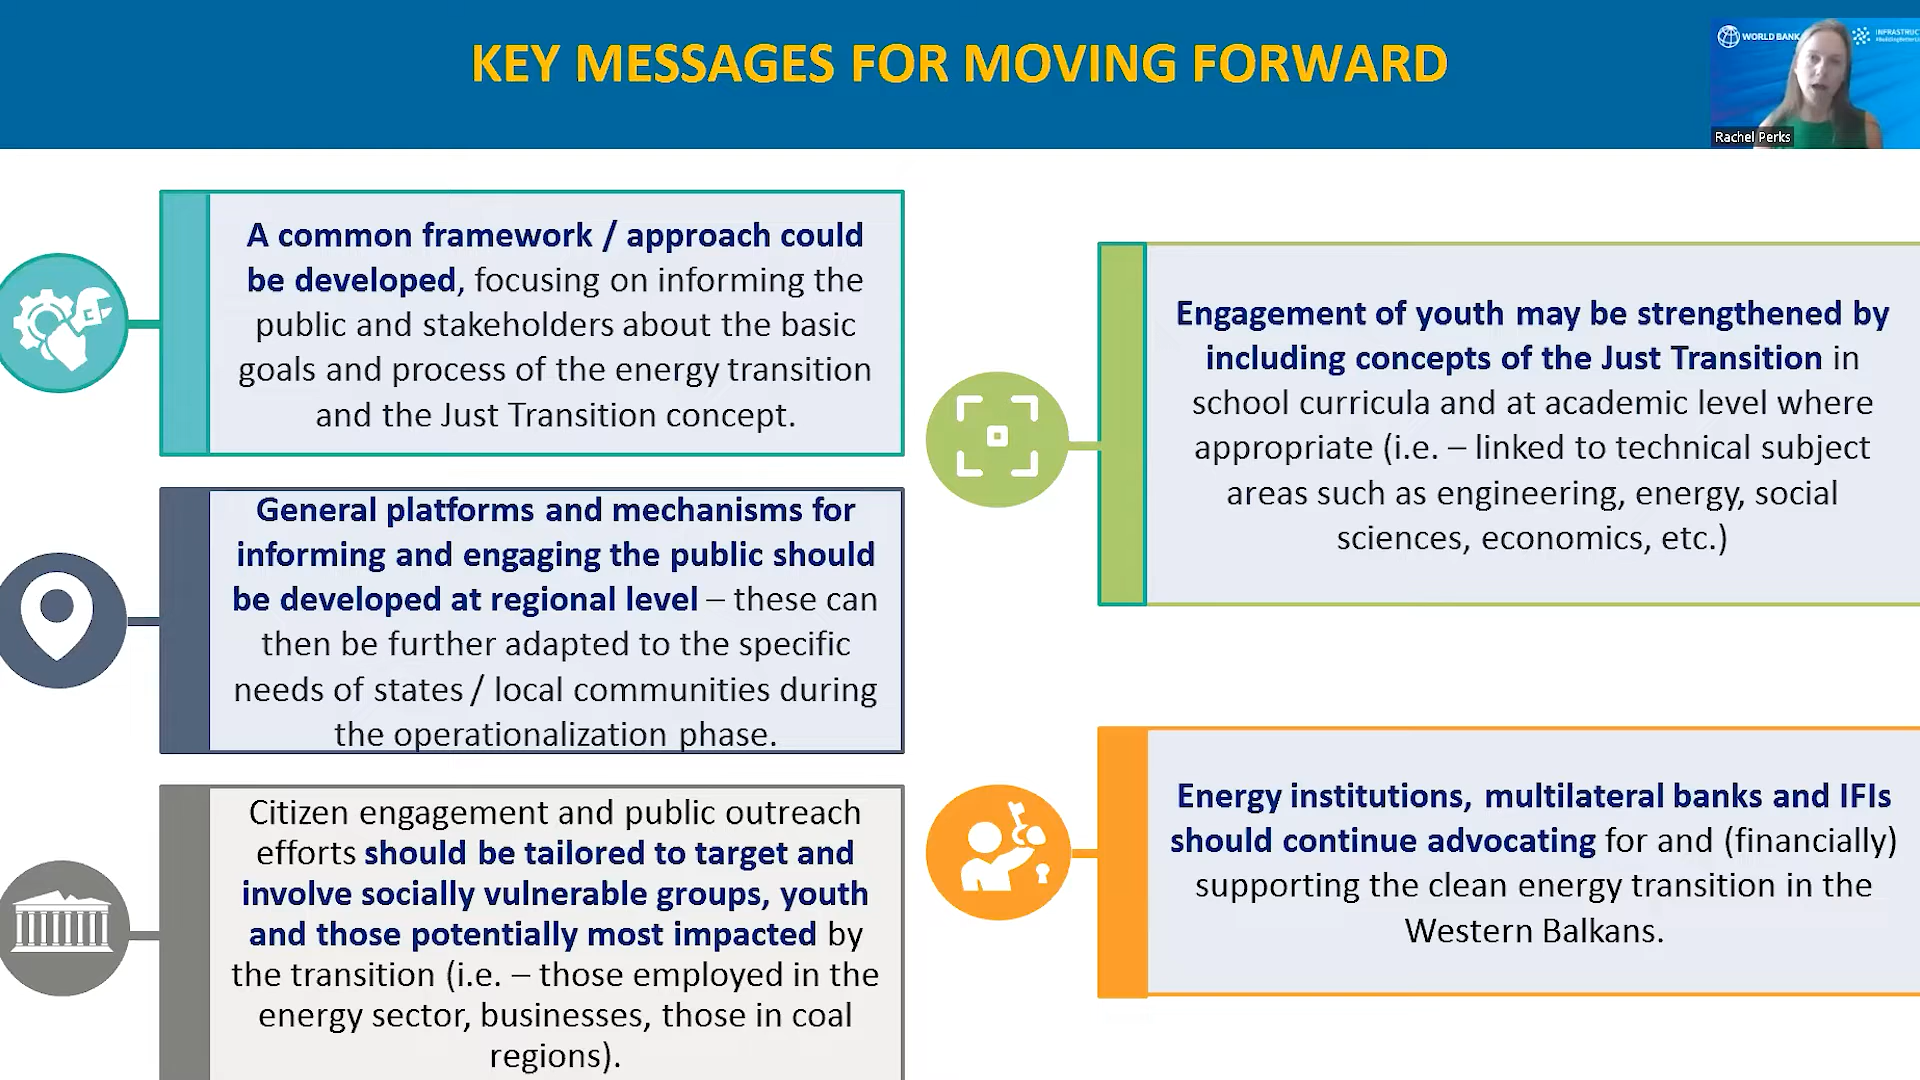 KEY MESSAGES FOR MOVING FORWARD
WORLD BANK
Rachel Perks
A common framework / approach could
be developed, focusing on informing the
public and stakeholders about the basic
goals and process of the energy transition
and the Just Transition concept.
General platforms and mechanisms for
informing and engaging the public should
be developed at regional level – these can
then be further adapted to the specific
needs of states / local communities during
the operationalization phase.
Citizen engagement and public outreach
efforts should be tailored to target and
involve socially vulnerable groups, youth
and those potentially most impacted by
the transition (i.e. – those employed in the
energy sector, businesses, those in coal
regions).
Engagement of youth may be strengthened by
including concepts of the Just Transition in
school curricula and at academic level where
appropriate (i.e. – linked to technical subject
areas such as engineering, energy, social
sciences, economics, etc.)
Energy institutions, multilateral banks and IFIs
should continue advocating for and (financially)
supporting the clean energy transition in the
Western Balkans.